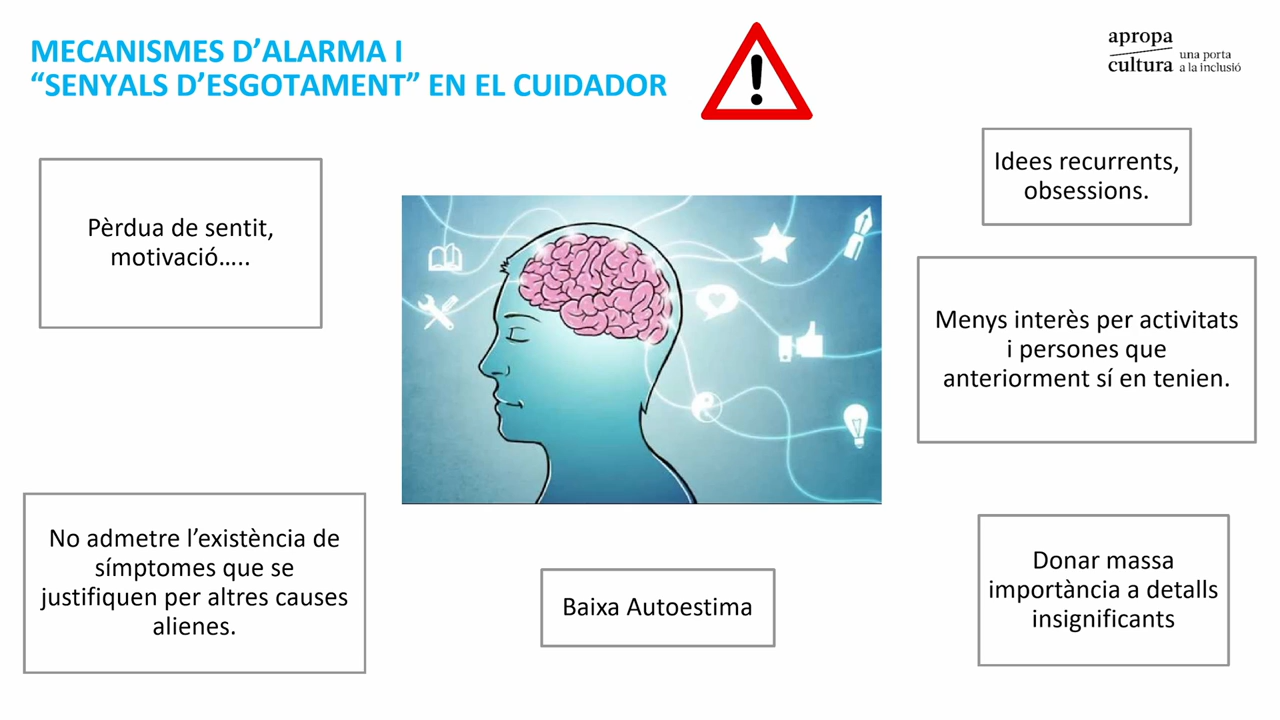 MECANISMES D’ALARMA I
“SENYALS D’ESGOTAMENT” EN EL CUIDADOR
apropa
cultura
una porta
a la inclusió
Pèrdua de sentit,
motivació…..
Idees recurrents,
obsessions.
Menys interès per activitats
i persones que
anteriorment sí en tenien.
No admetre l’existència de
símptomes que se
justifiquen per altres causes
alienes.
Baixa Autoestima
Donar massa
importància a detalls
insignificants